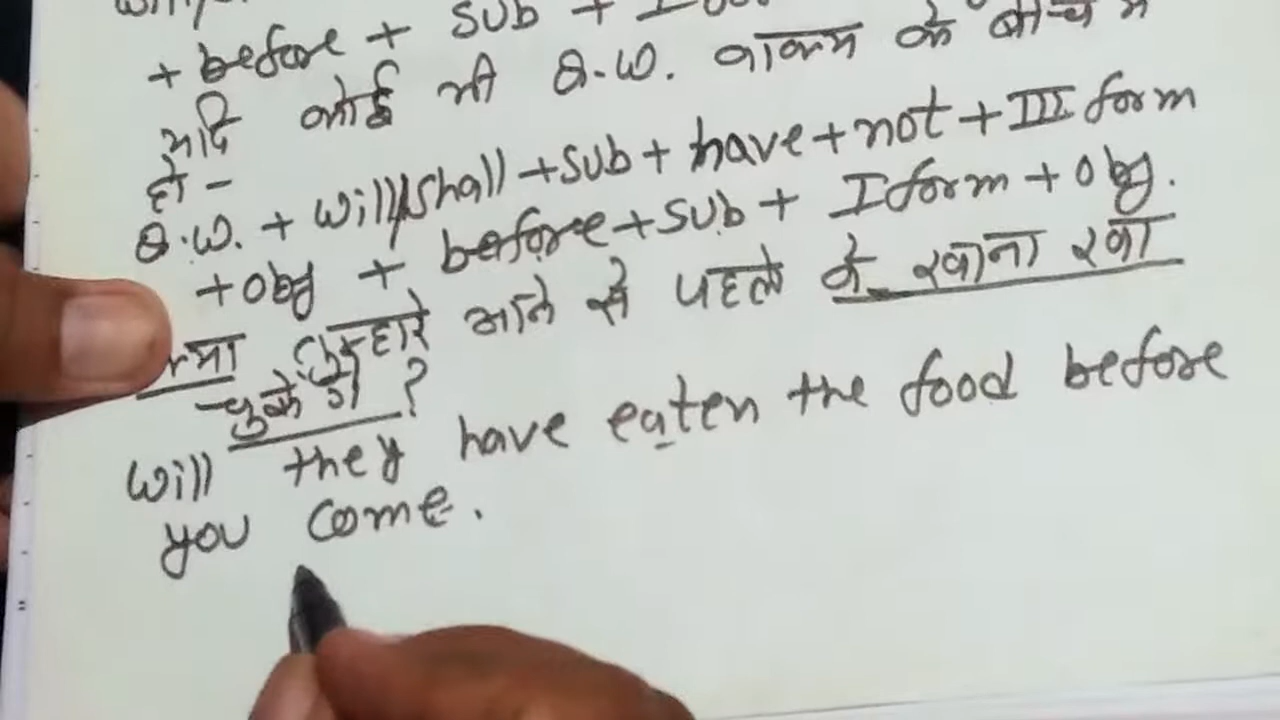 + before + sub + I
यदि कोई भी Q.W. वाक्य के बीच में
हो -
Q.W. + will/shall + sub + have + not + III form
+ obj + before + sub + I form + obj.
क्या तुम्हारे आने से पहले वे खाना खा
चुकेंगे ?
Will they have eaten the food before
you come.